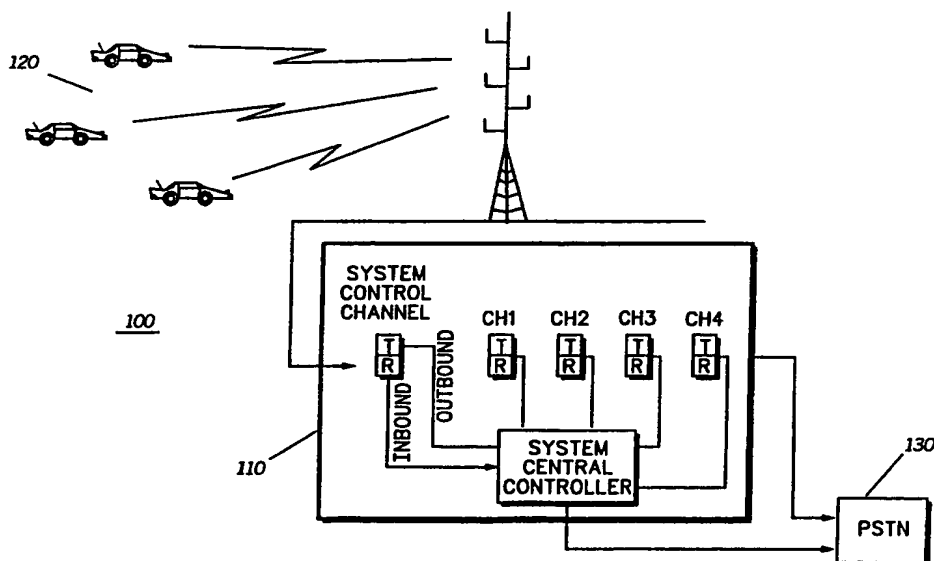 120
SYSTEM
CONTROL
CHANNEL
CH1 CH2 CH3 CH4
100
T T T T T
R R R R R
INBOUND
OUTBOUND
110
SYSTEM
CENTRAL
CONTROLLER
130
PSTN